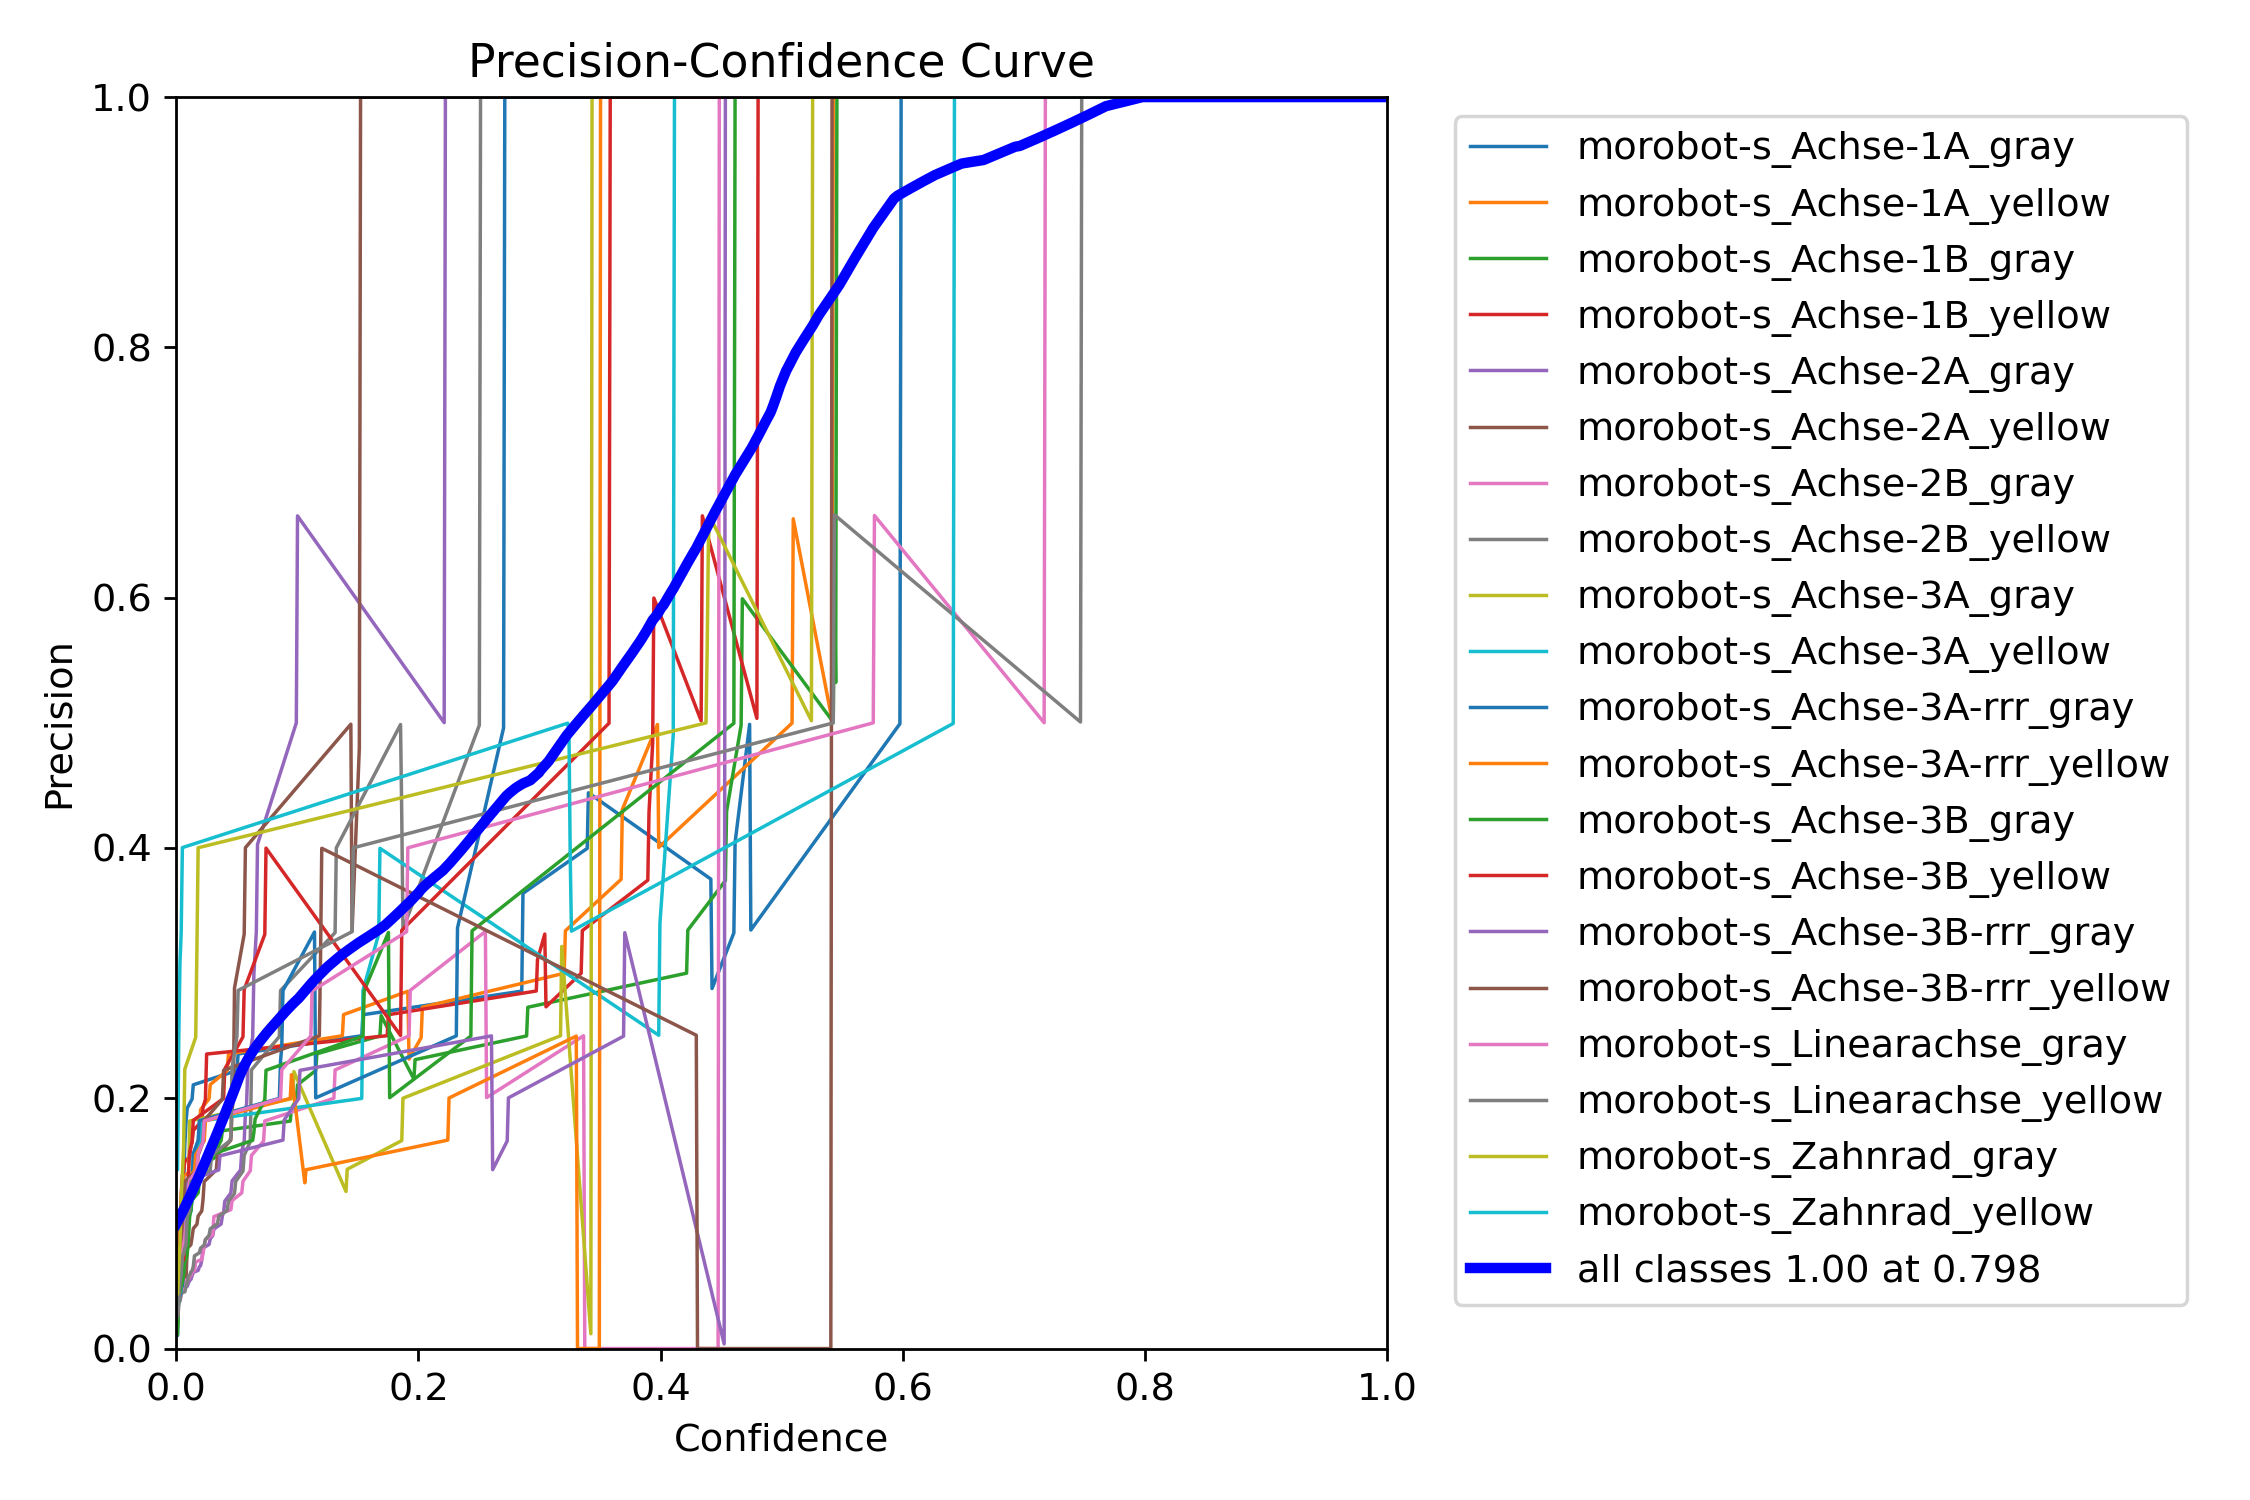 Precision-Confidence Curve
1.0
0.8
0.6
0.4
0.2
0.0
Precision
0.0 0.2 0.4 0.6 0.8 1.0
Confidence
morobot-s_Achse-1A_gray
morobot-s_Achse-1A_yellow
morobot-s_Achse-1B_gray
morobot-s_Achse-1B_yellow
morobot-s_Achse-2A_gray
morobot-s_Achse-2A_yellow
morobot-s_Achse-2B_gray
morobot-s_Achse-2B_yellow
morobot-s_Achse-3A_gray
morobot-s_Achse-3A_yellow
morobot-s_Achse-3A-rrr_gray
morobot-s_Achse-3A-rrr_yellow
morobot-s_Achse-3B_gray
morobot-s_Achse-3B_yellow
morobot-s_Achse-3B-rrr_gray
morobot-s_Achse-3B-rrr_yellow
morobot-s_Linearachse_gray
morobot-s_Linearachse_yellow
morobot-s_Zahnrad_gray
morobot-s_Zahnrad_yellow
all classes 1.00 at 0.798